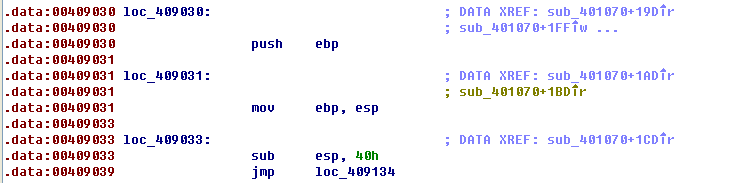 .data:00409030 loc_409030: ; DATA XREF: sub_401070+19D↑r
.data:00409030 ; sub_401070+1FF↑w ...
.data:00409030 push ebp
.data:00409031
.data:00409031 loc_409031: ; DATA XREF: sub_401070+1AD↑r
.data:00409031 ; sub_401070+1BD↑r
.data:00409031 mov ebp, esp
.data:00409033
.data:00409033 loc_409033: ; DATA XREF: sub_401070+1CD↑r
.data:00409033 sub esp, 40h
.data:00409039 jmp loc_409134